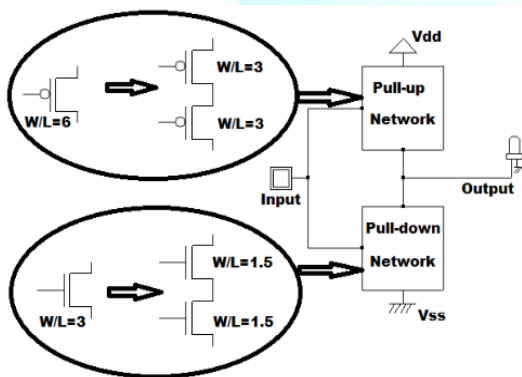 Vdd
W/L=3
W/L=6
W/L=3
Pull-up
Network
Input
Output
W/L=1.5
W/L=3
W/L=1.5
Pull-down
Network
Vss